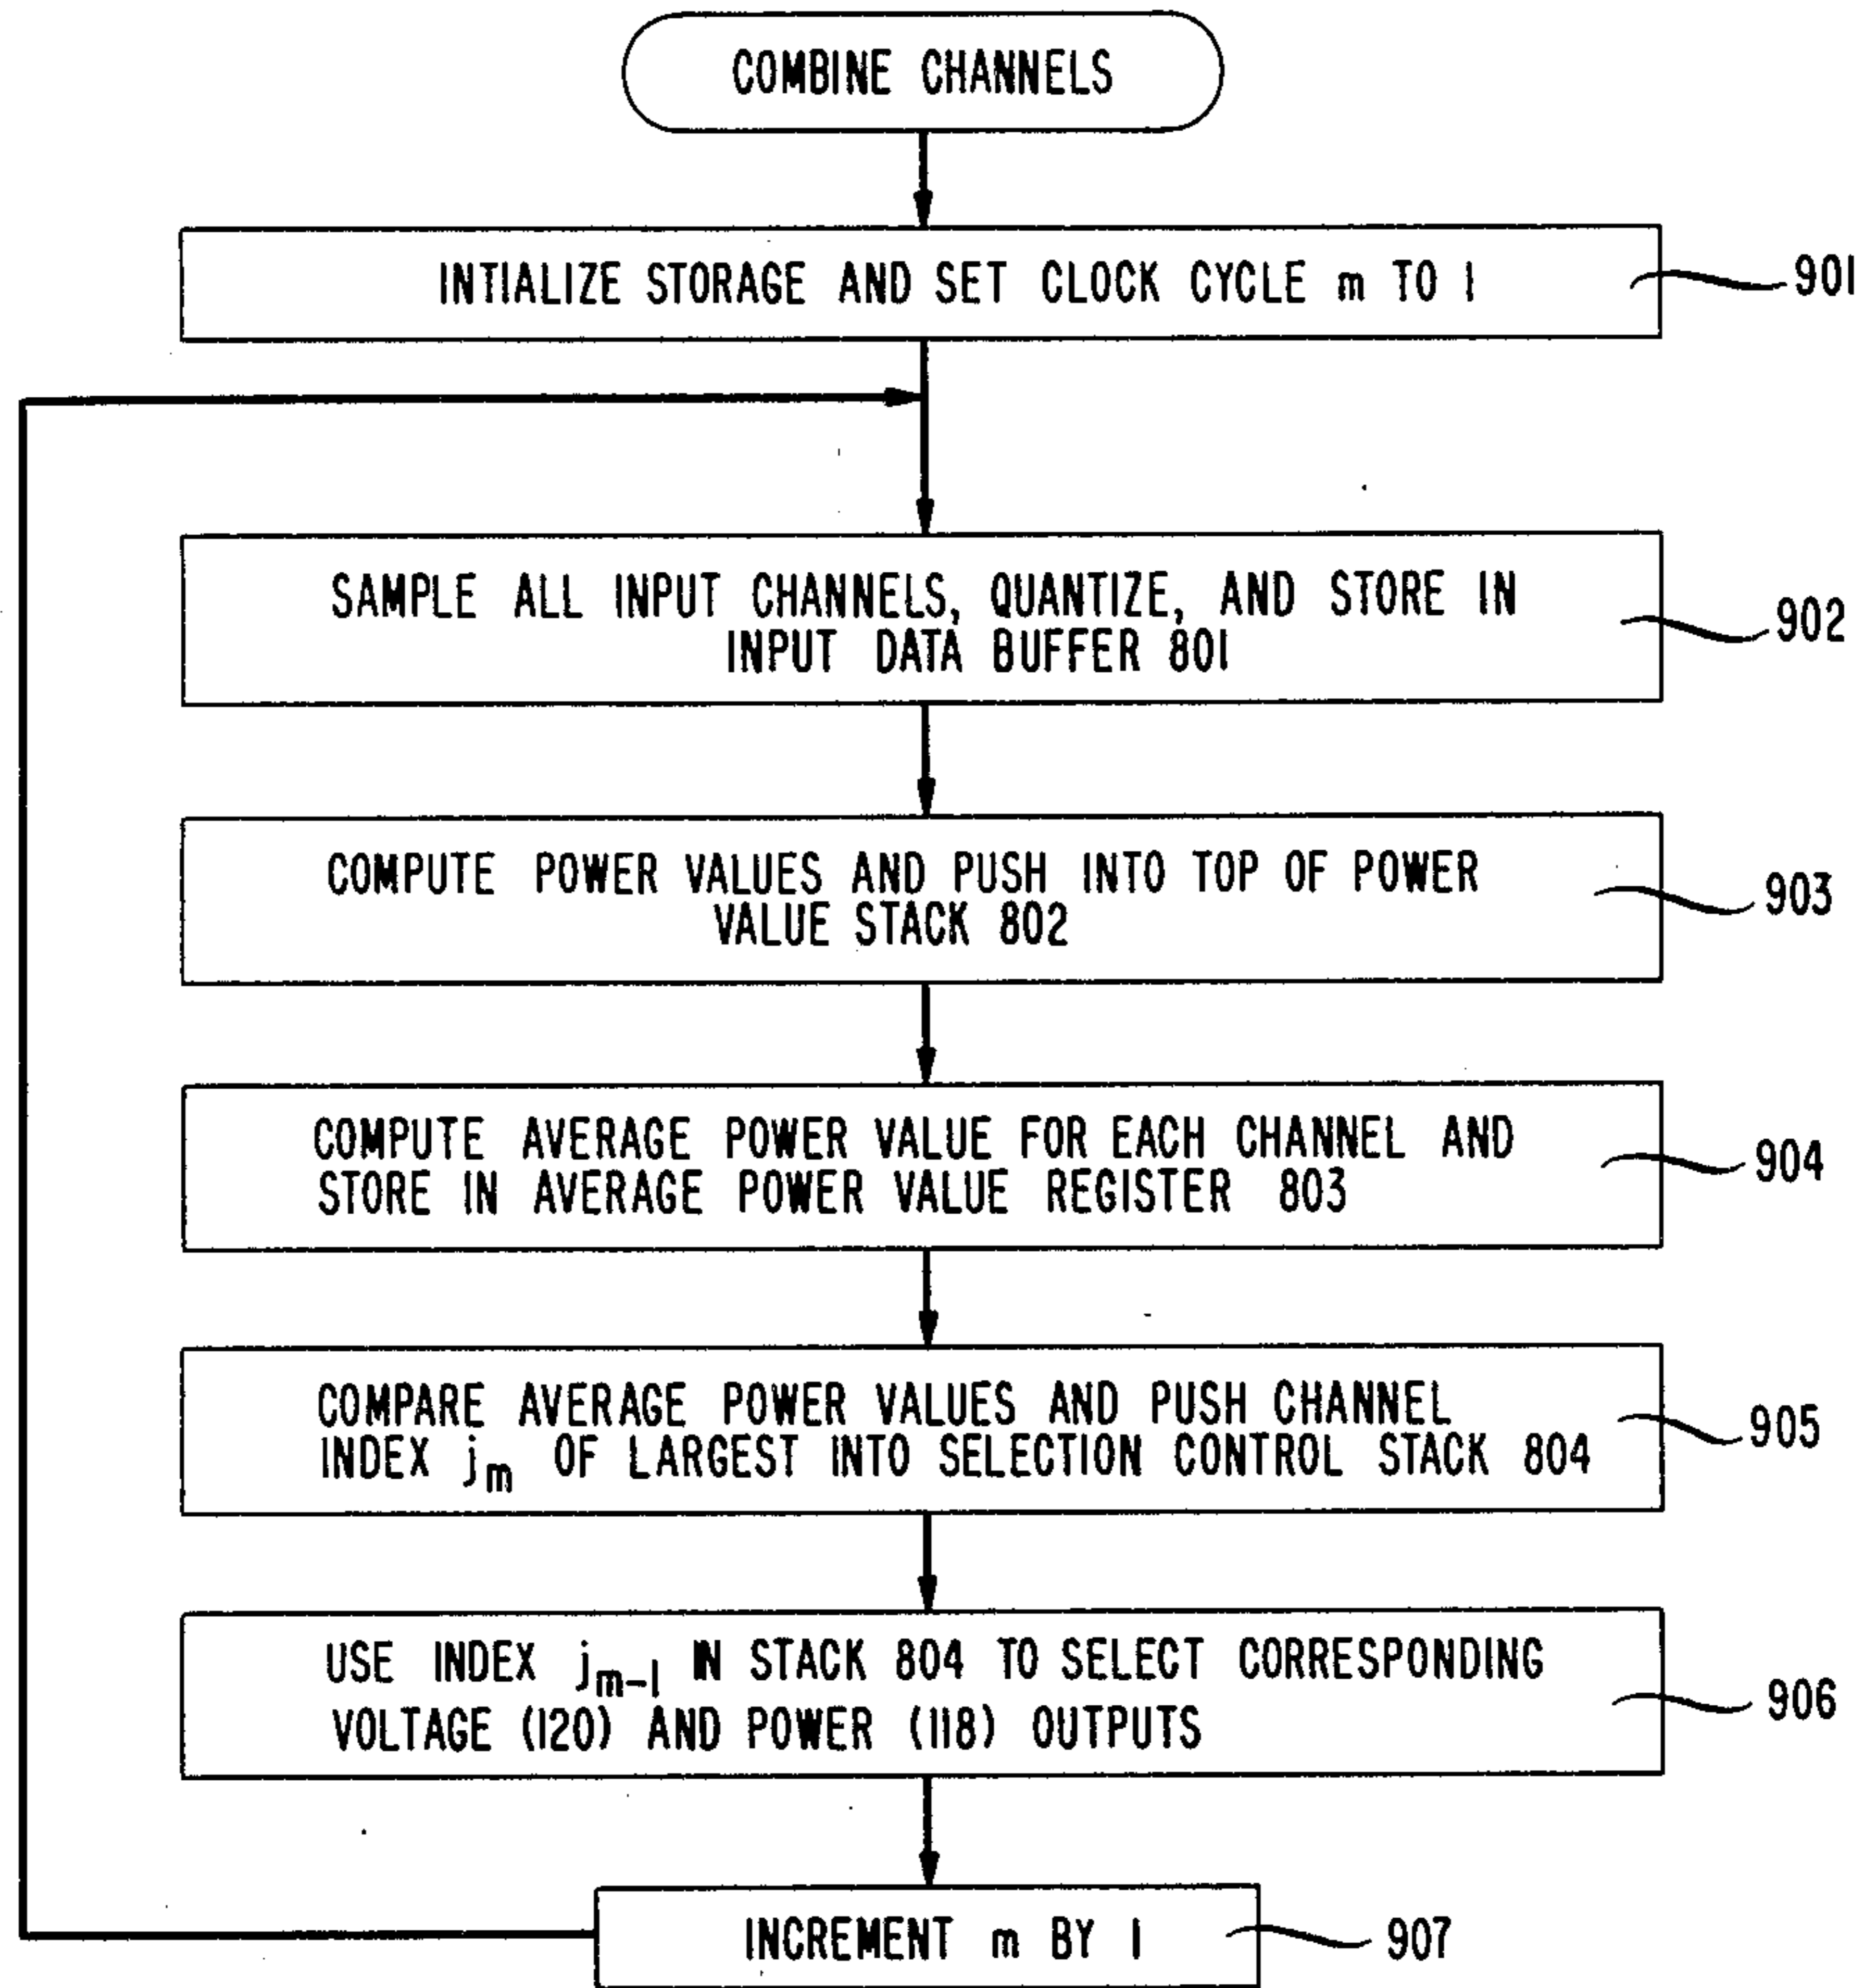 COMBINE CHANNELS
INTIALIZE STORAGE AND SET CLOCK CYCLE m TO 1
901
SAMPLE ALL INPUT CHANNELS, QUANTIZE, AND STORE IN
INPUT DATA BUFFER 801
902
COMPUTE POWER VALUES AND PUSH INTO TOP OF POWER
VALUE STACK 802
903
COMPUTE AVERAGE POWER VALUE FOR EACH CHANNEL AND
STORE IN AVERAGE POWER VALUE REGISTER 803
904
COMPARE AVERAGE POWER VALUES AND PUSH CHANNEL
INDEX jm OF LARGEST INTO SELECTION CONTROL STACK 804
905
USE INDEX jm-1 IN STACK 804 TO SELECT CORRESPONDING
VOLTAGE (120) AND POWER (118) OUTPUTS
906
INCREMENT m BY 1
907